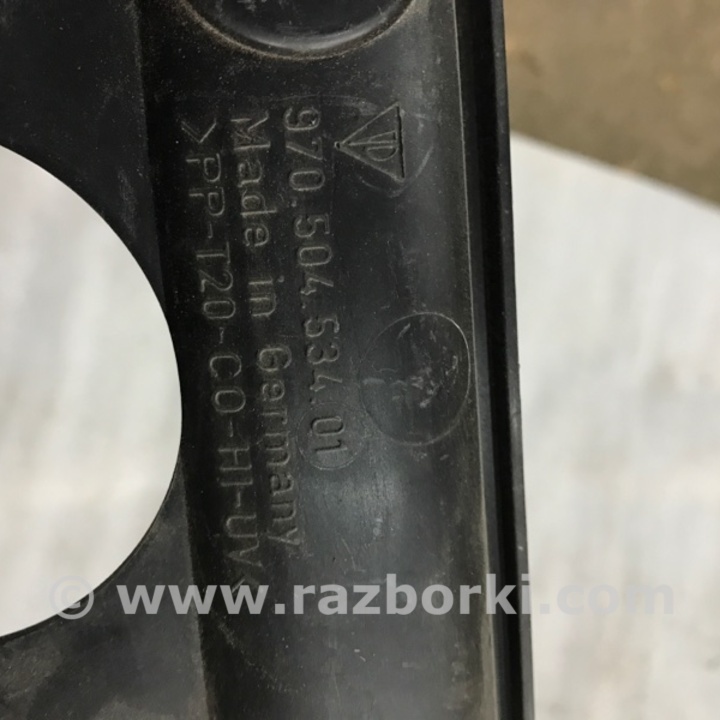 970.504.534.01
Made in Germany
>PP-T20-CO-HI-UV<
© www.razborki.com